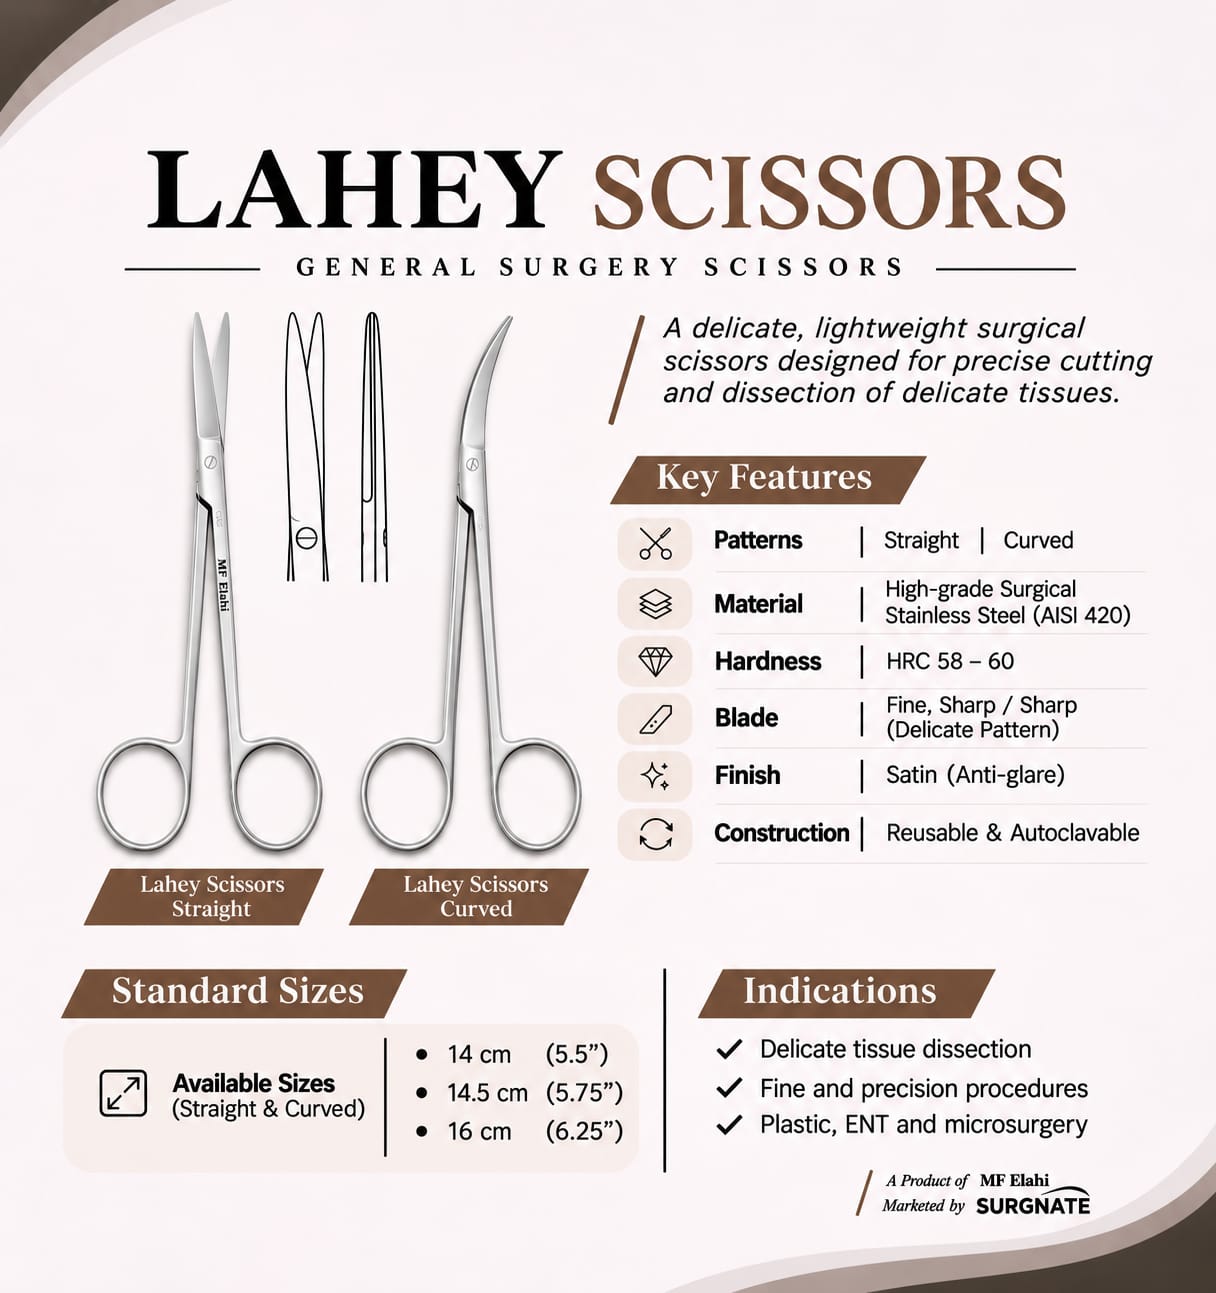 LAHEY SCISSORS
GENERAL SURGERY SCISSORS
A delicate, lightweight surgical
scissors designed for precise cutting
and dissection of delicate tissues.
MF Elahi
Key Features
Patterns | Straight | Curved
Material | High-grade Surgical
Stainless Steel (AISI 420)
Hardness | HRC 58 – 60
Blade | Fine, Sharp / Sharp
(Delicate Pattern)
Finish | Satin (Anti-glare)
Construction | Reusable & Autoclavable
Lahey Scissors
Straight
Lahey Scissors
Curved
Standard Sizes
Available Sizes
(Straight & Curved)
• 14 cm (5.5”)
• 14.5 cm (5.75”)
• 16 cm (6.25”)
Indications
Delicate tissue dissection
Fine and precision procedures
Plastic, ENT and microsurgery
A Product of MF Elahi
Marketed by SURGNATE